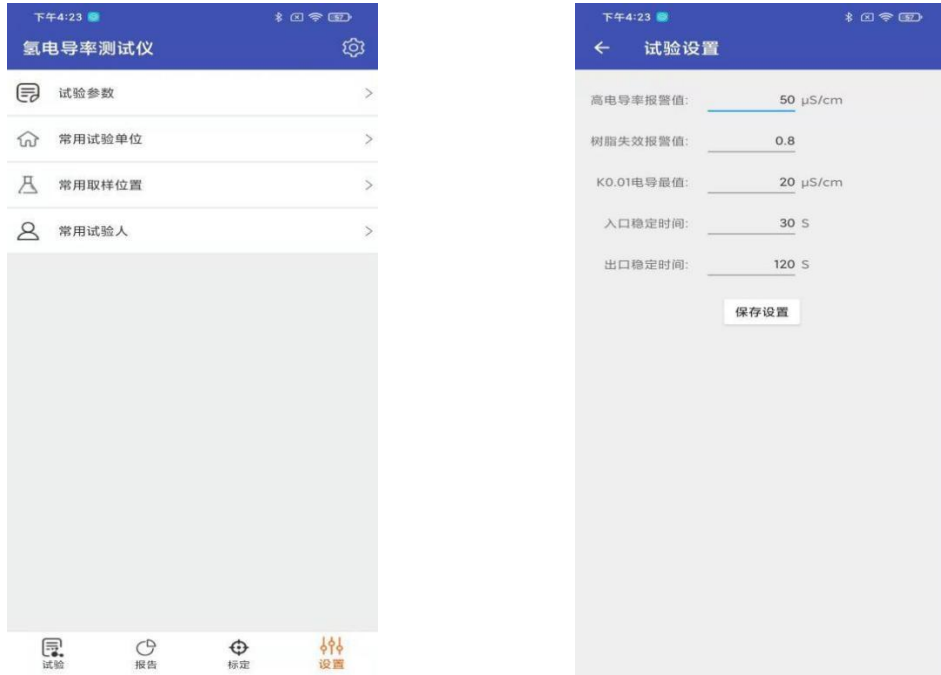 下午4:23
氢电导率测试仪
试验参数
常用试验单位
常用取样位置
常用试验人
试验
报告
标定
设置
下午4:23
试验设置
高电导率报警值: 50 μS/cm
树脂失效报警值: 0.8
K0.01电导最值: 20 μS/cm
入口稳定时间: 30 S
出口稳定时间: 120 S
保存设置